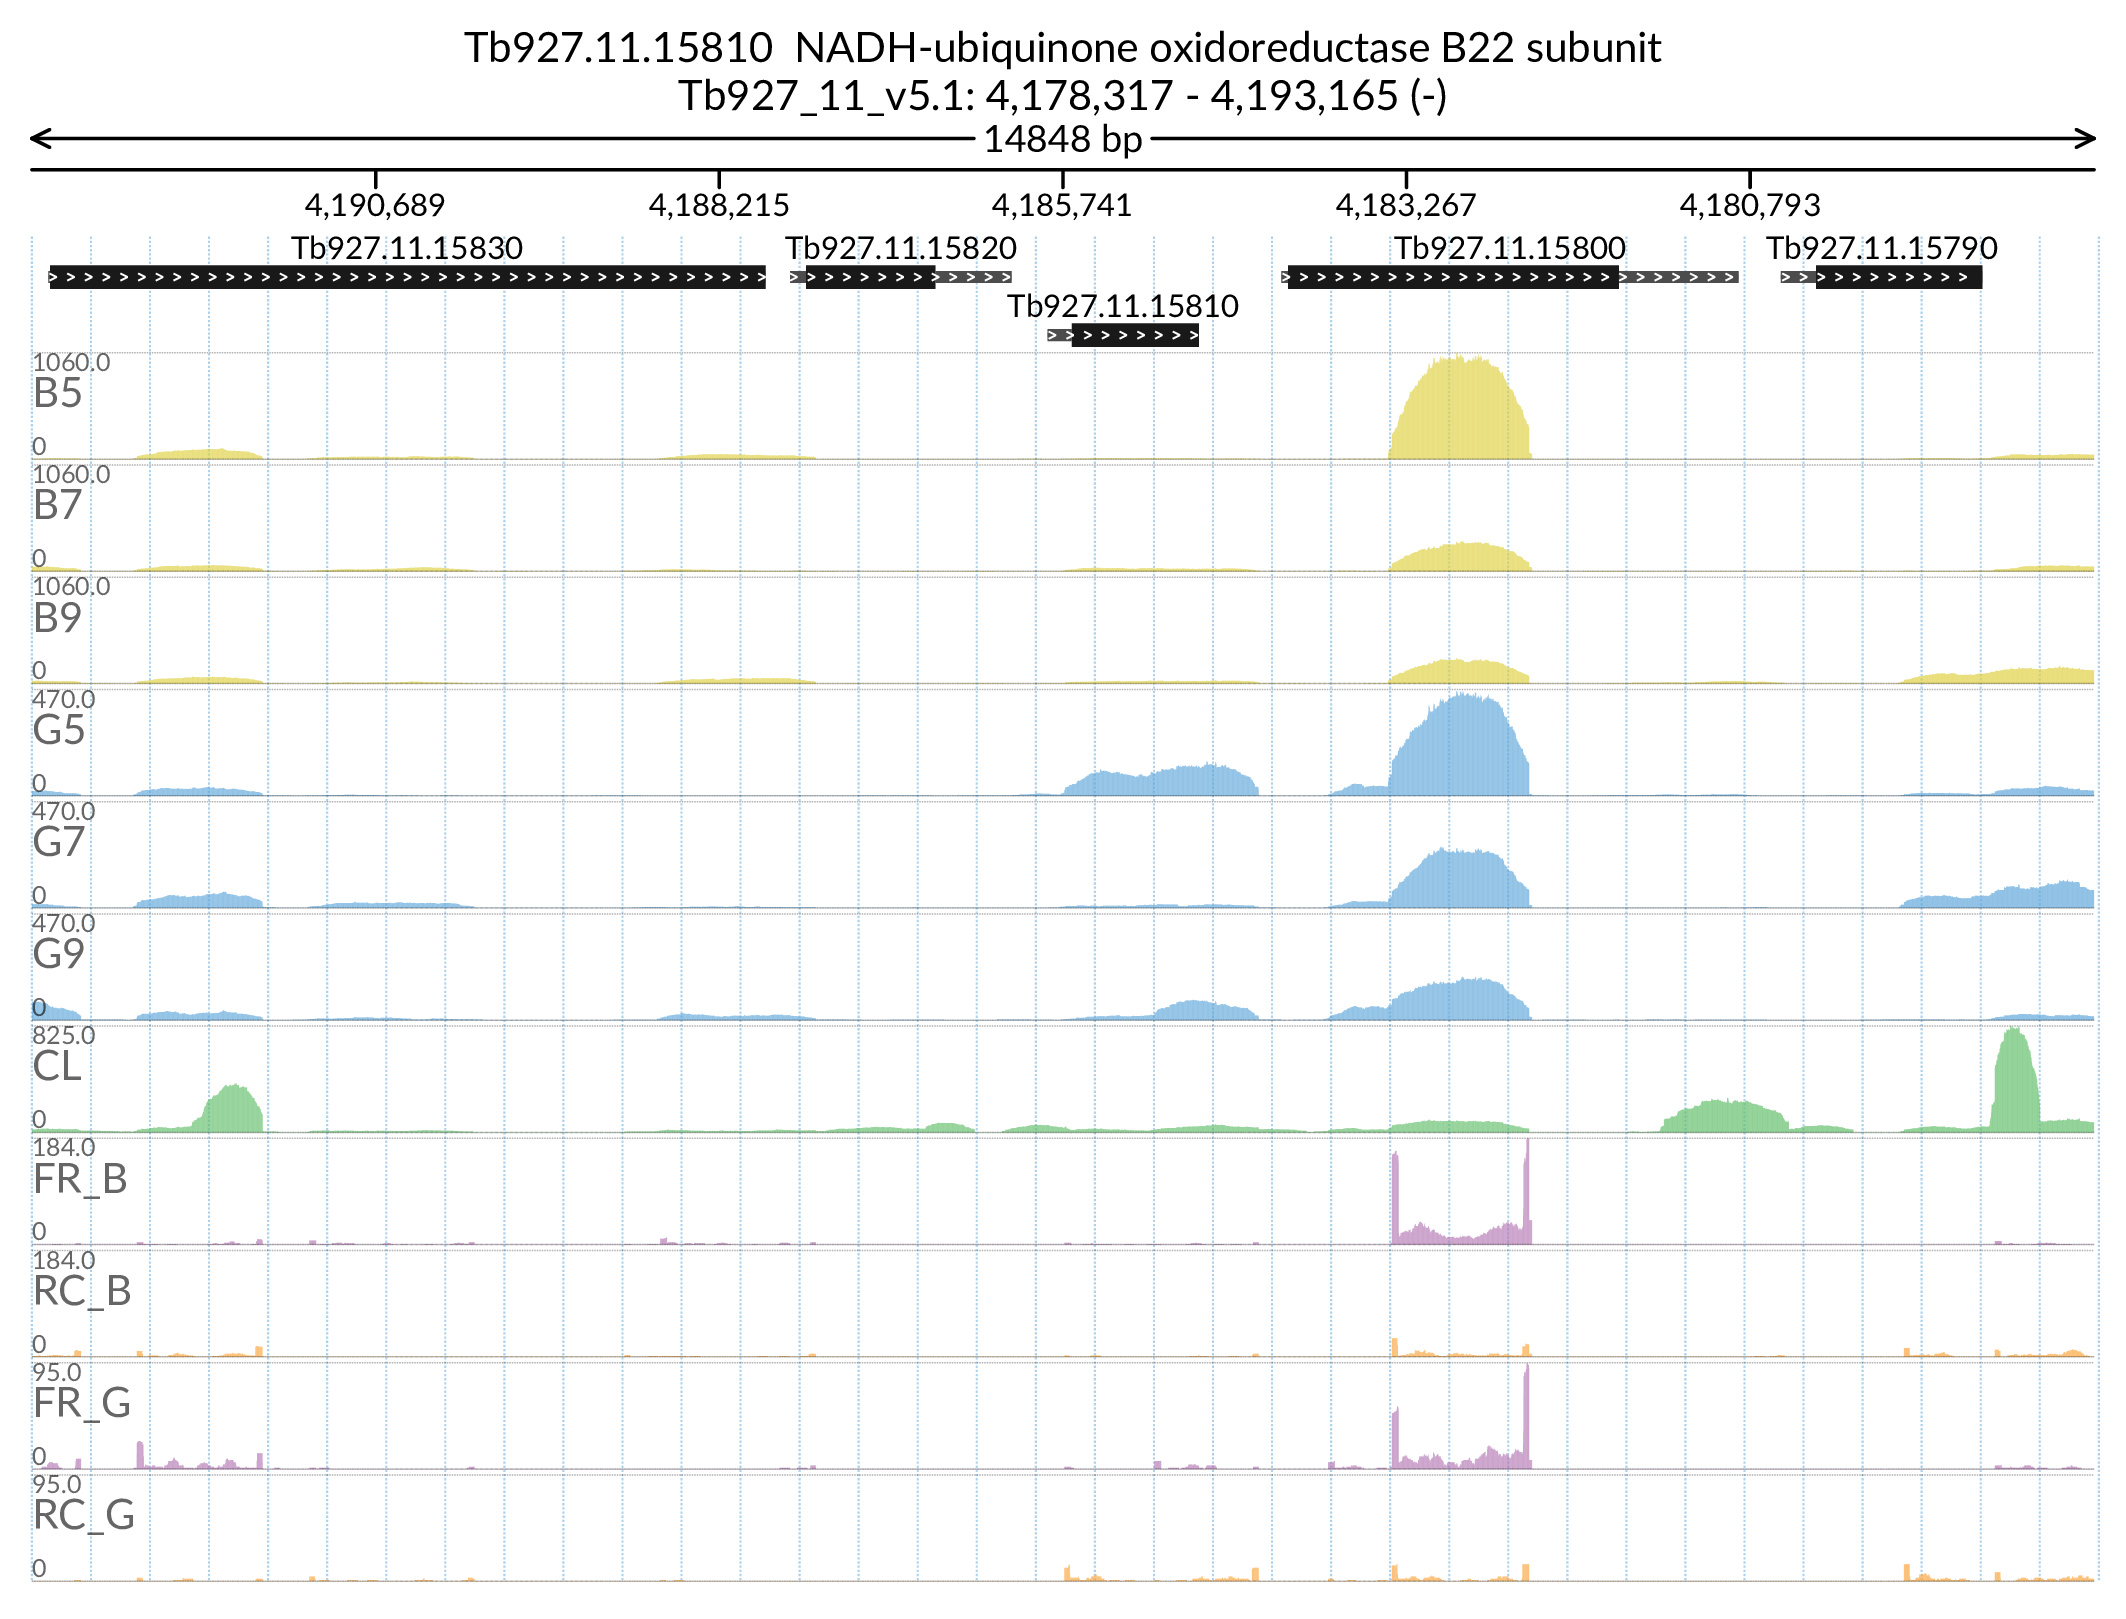 Tb927.11.15810 NADH-ubiquinone oxidoreductase B22 subunit
Tb927_11_v5.1: 4,178,317 - 4,193,165 (-)
14848 bp
4,190,689 4,188,215 4,185,741 4,183,267 4,180,793
Tb927.11.15830 Tb927.11.15820 Tb927.11.15800 Tb927.11.15790
Tb927.11.15810
1060.0
B5
0
1060.0
B7
0
1060.0
B9
0
470.0
G5
0
470.0
G7
0
470.0
G9
0
825.0
CL
0
184.0
FR_B
0
184.0
RC_B
0
95.0
FR_G
0
95.0
RC_G
0